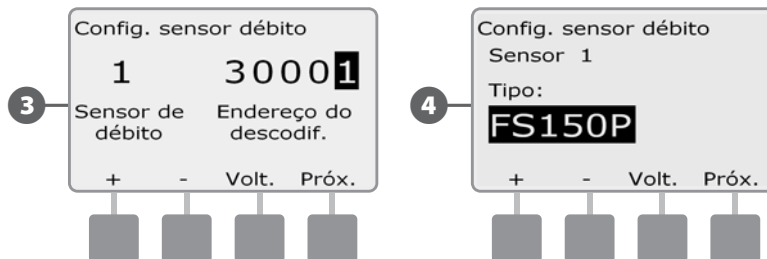 3
Config. sensor débito
1 30001
Sensor de débito
Endereço do descodif.
+ - Volt. Próx.
4
Config. sensor débito
Sensor 1
Tipo:
FS150P
+ - Volt. Próx.